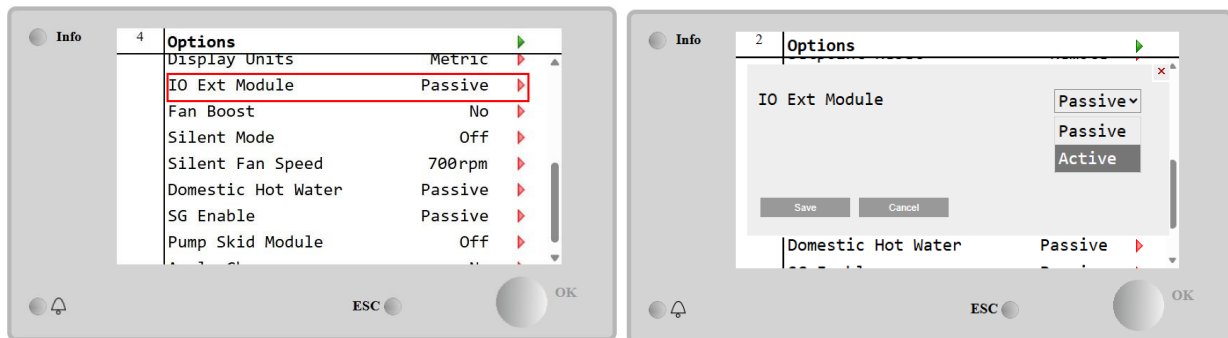 Info
4 Options
Display Units Metric
IO Ext Module Passive
Fan Boost No
Silent Mode Off
Silent Fan Speed 700rpm
Domestic Hot Water Passive
SG Enable Passive
Pump Skid Module Off
ESC
OK
Info
2 Options
IO Ext Module Passive
Passive
Active
Save Cancel
Domestic Hot Water Passive
ESC
OK